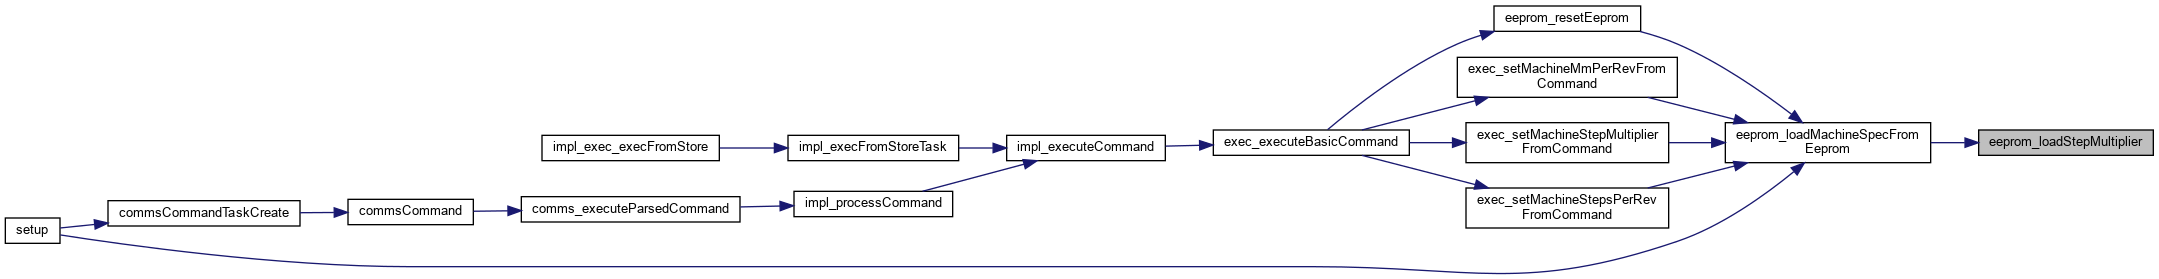 eeprom_resetEeprom
exec_setMachineMmPerRevFrom
Command
impl_exec_execFromStore
impl_execFromStoreTask
impl_executeCommand
exec_executeBasicCommand
exec_setMachineStepMultiplier
FromCommand
eeprom_loadMachineSpecFrom
Eeprom
eeprom_loadStepMultiplier
setup
commsCommandTaskCreate
commsCommand
comms_executeParsedCommand
impl_processCommand
exec_setMachineStepsPerRev
FromCommand